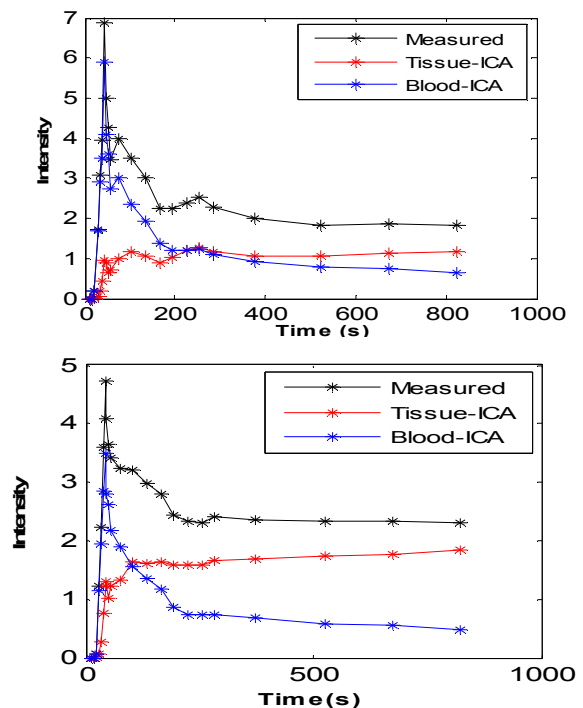 7
6
5
4
3
2
1
0
Intensity
Measured
Tissue-ICA
Blood-ICA
0 200 400 600 800 1000
Time (s)
5
4
3
2
1
0
Intensity
Measured
Tissue-ICA
Blood-ICA
0 500 1000
Time(s)